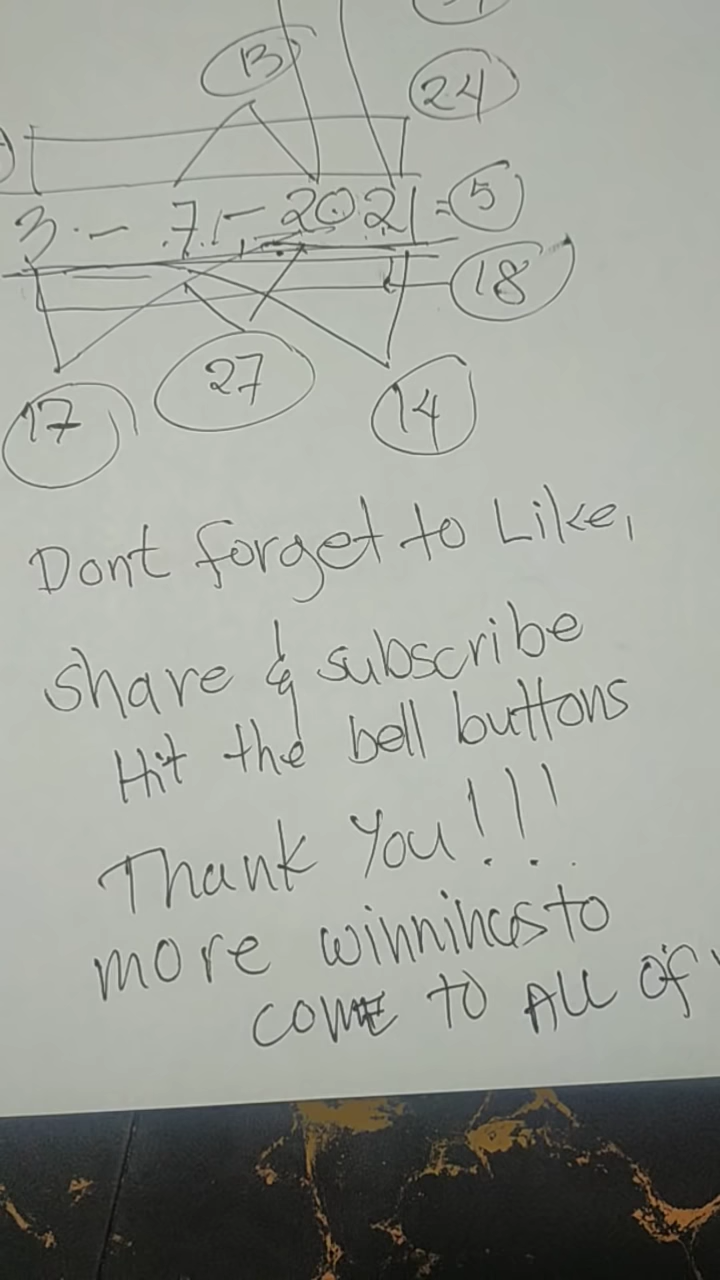 13
24
3 - 7 - 2021 = 5
18
27
17
14
Dont forget to Like,
share & subscribe
Hit the bell buttons
Thank You!!!
more winnings to
come to ALL of